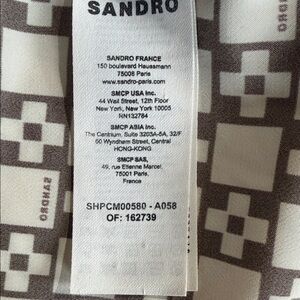 SANDRO
SANDRO FRANCE
150 boulevard Haussmann
75008 Paris
www.sandro-paris.com
SMCP USA Inc.
44 Wall Street, 12th Floor
New York, New York 10005
RN132784
SMCP ASIA Inc.
The Centrium, Suite 3203A-5A, 32/F
60 Wyndham Street, Central
HONG-KONG
SMCP SAS,
49, rue Etienne Marcel,
75001 Paris,
France
SHPCM00580 - A058
OF: 162739
SANDRO
SANDRO